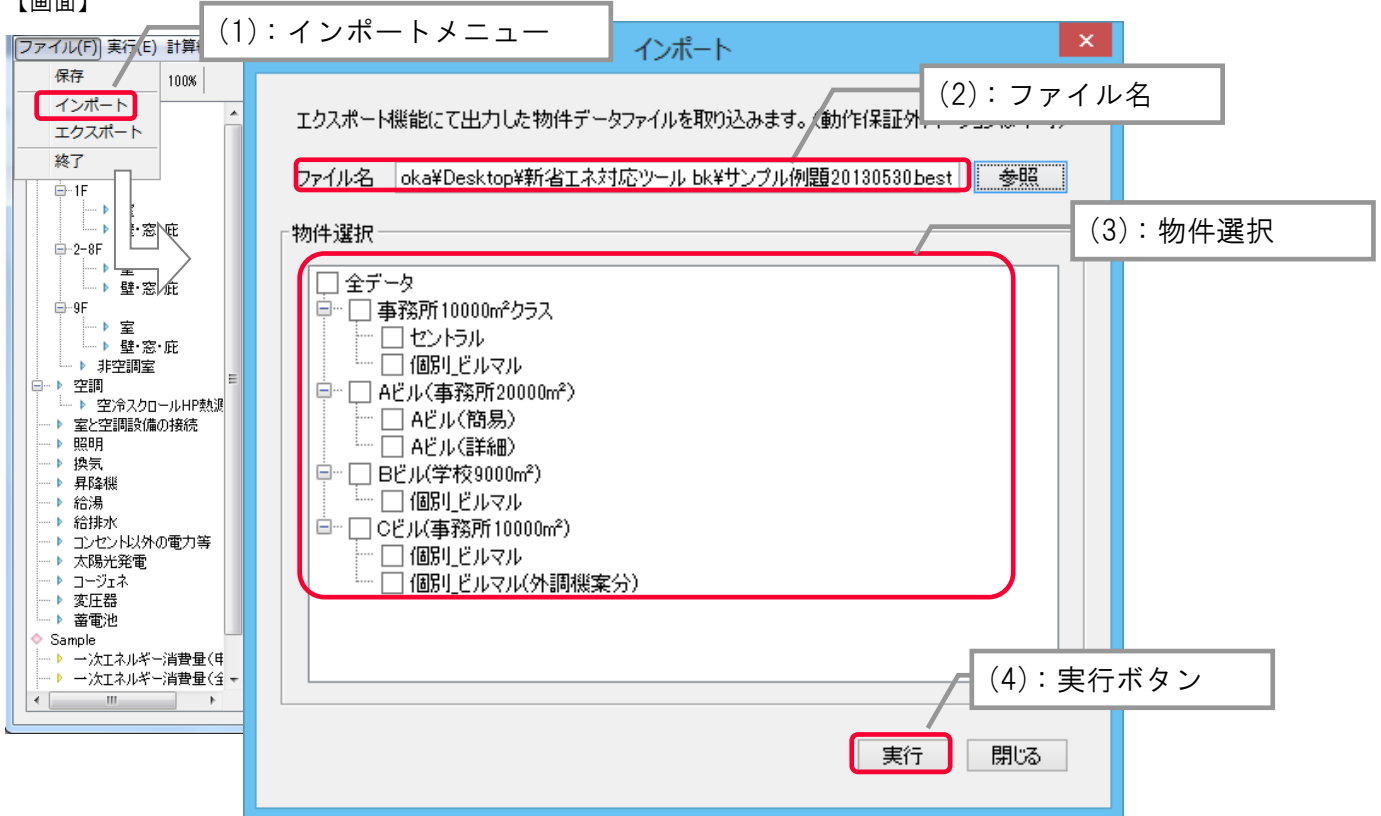 【画面】
(1)：インポートメニュー
ファイル(F) 実行(E) 計算
保存
インポート
エクスポート
終了
100%
1F
壁・窓・庇
2-8F
室
壁・窓・庇
9F
室
壁・窓・庇
非空調室
空調
空冷スクロールHP熱源
室と空調設備の接続
照明
換気
昇降機
給湯
給排水
コンセント以外の電力等
太陽光発電
コージェネ
変圧器
蓄電池
Sample
一次エネルギー消費量(
一次エネルギー消費量(全
インポート
(2)：ファイル名
エクスポート機能にて出力した物件データファイルを取り込みます。(動作保証外
ファイル名 oka¥Desktop¥新省エネ対応ツール bk¥サンプル例題20130530.best 参照
(3)：物件選択
物件選択
全データ
事務所10000m²クラス
セントラル
個別_ビルマル
Aビル(事務所20000m²)
Aビル(簡易)
Aビル(詳細)
Bビル(学校9000m²)
個別_ビルマル
Cビル(事務所10000m²)
個別_ビルマル
個別_ビルマル(外調機案分)
(4)：実行ボタン
実行 閉じる